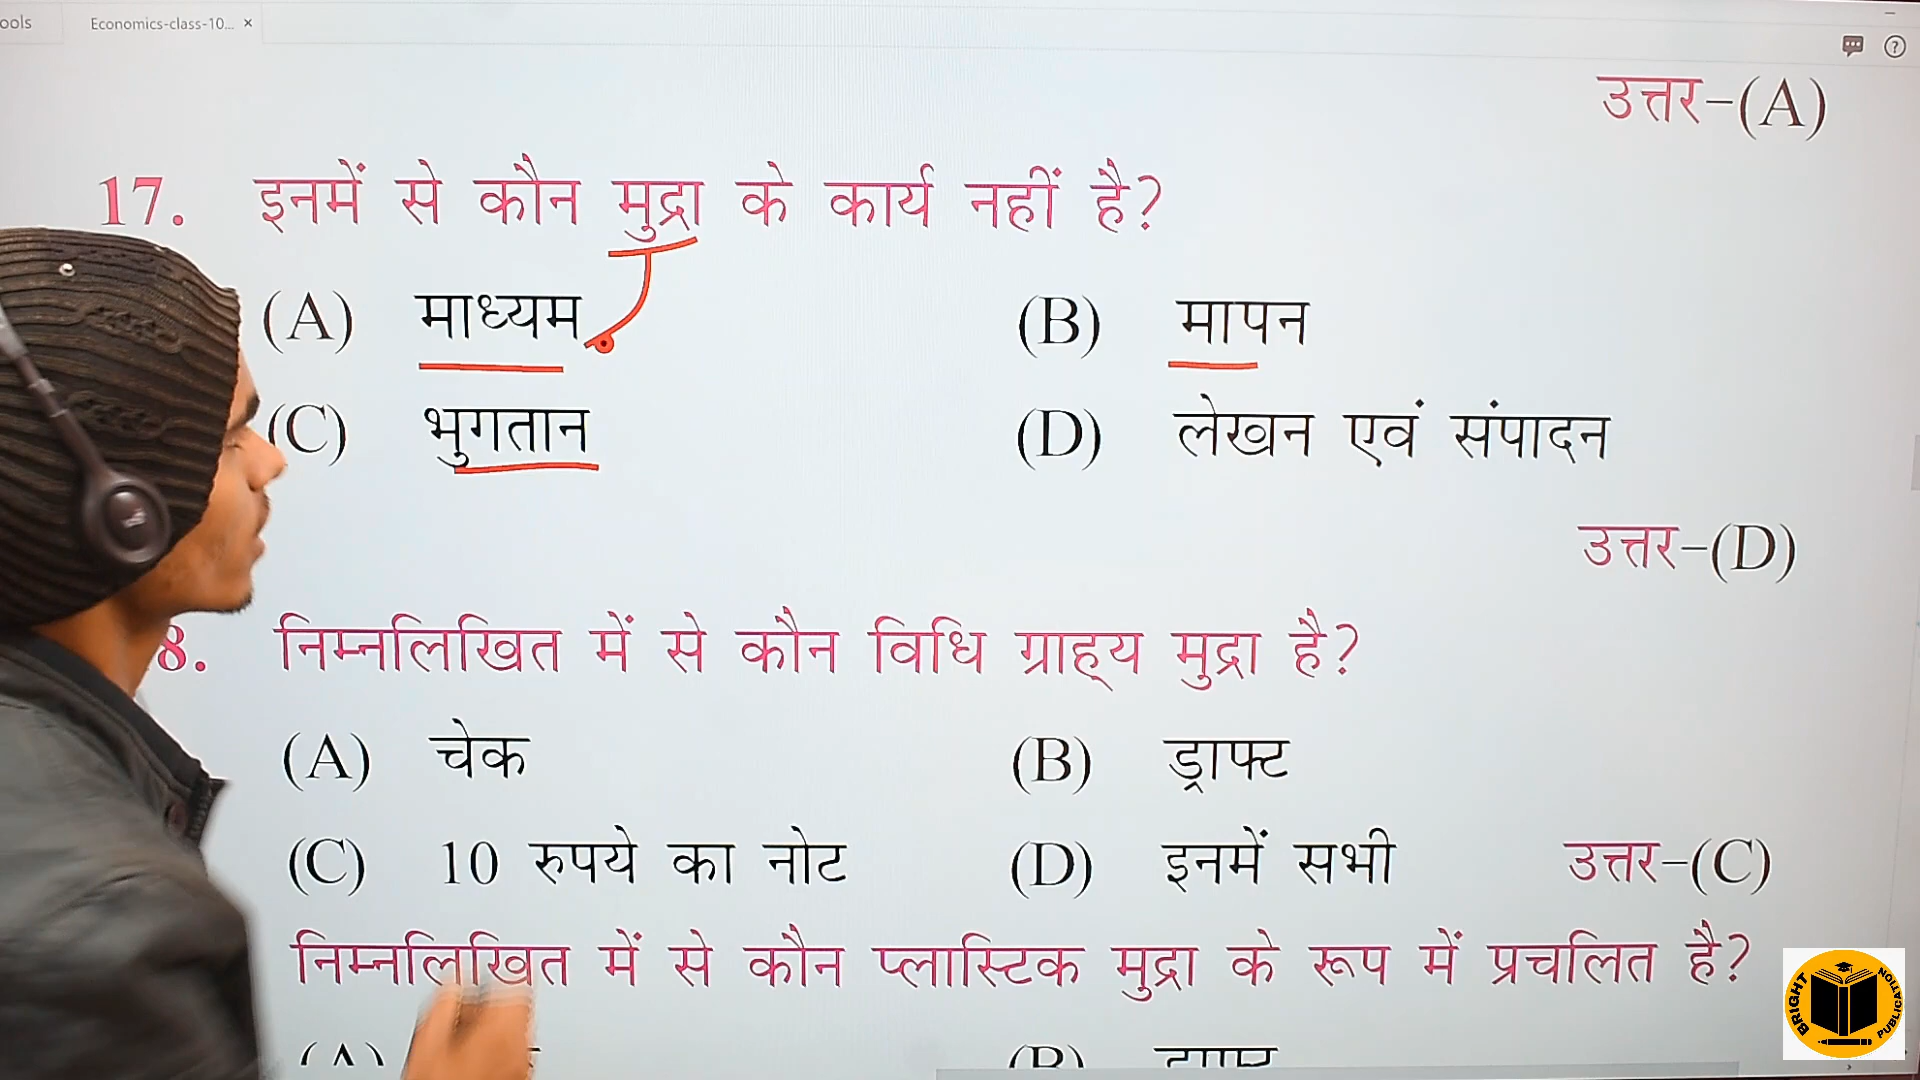 ools Economics-class-10... ×
उत्तर–(A)
17. इनमें से कौन मुद्रा के कार्य नहीं है?
(A) माध्यम (B) मापन
(C) भुगतान (D) लेखन एवं संपादन
उत्तर–(D)
8. निम्नलिखित में से कौन विधि ग्राह्य मुद्रा है?
(A) चेक (B) ड्राफ्ट
(C) 10 रुपये का नोट (D) इनमें सभी उत्तर–(C)
निम्नलिखित में से कौन प्लास्टिक मुद्रा के रूप में प्रचलित है?
(A) (B)
BRIGHT PUBLICATION